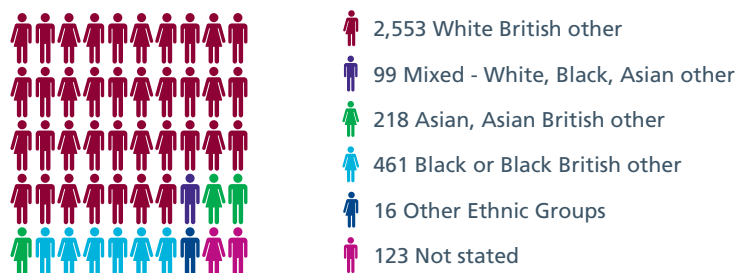 2,553 White British other
99 Mixed - White, Black, Asian other
218 Asian, Asian British other
461 Black or Black British other
16 Other Ethnic Groups
123 Not stated